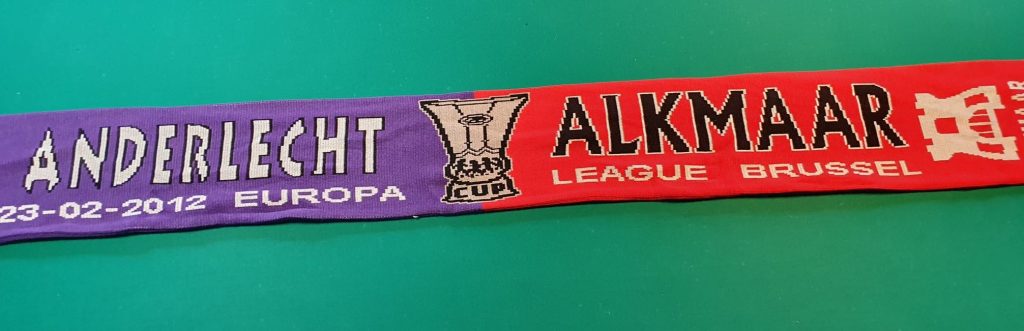 ANDERLECHT
23-02-2012 EUROPA
CUP
ALKMAAR
LEAGUE BRUSSEL